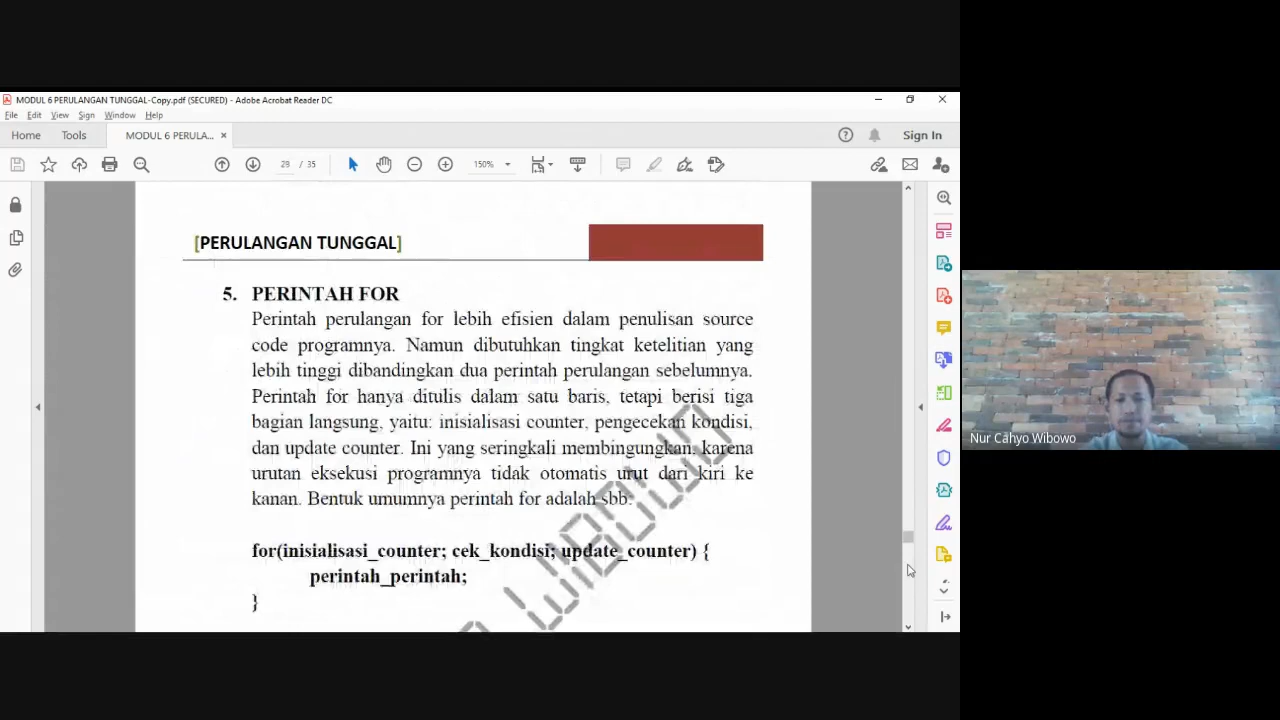 MODUL 6 PERULANGAN TUNGGAL-Copy.pdf (SECURED) - Adobe Acrobat Reader DC
File Edit View Sign Window Help
Home Tools MODUL 6 PERULA... × Sign In
29 / 35 150%
[PERULANGAN TUNGGAL]
5. PERINTAH FOR
Perintah perulangan for lebih efisien dalam penulisan source
code programnya. Namun dibutuhkan tingkat ketelitian yang
lebih tinggi dibandingkan dua perintah perulangan sebelumnya.
Perintah for hanya ditulis dalam satu baris, tetapi berisi tiga
bagian langsung, yaitu: inisialisasi counter, pengecekan kondisi,
dan update counter. Ini yang seringkali membingungkan, karena
urutan eksekusi programnya tidak otomatis urut dari kiri ke
kanan. Bentuk umumnya perintah for adalah sbb:
for(inisialisasi_counter; cek_kondisi; update_counter) {
perintah_perintah;
}
WIBOWO
Nur Cahyo Wibowo